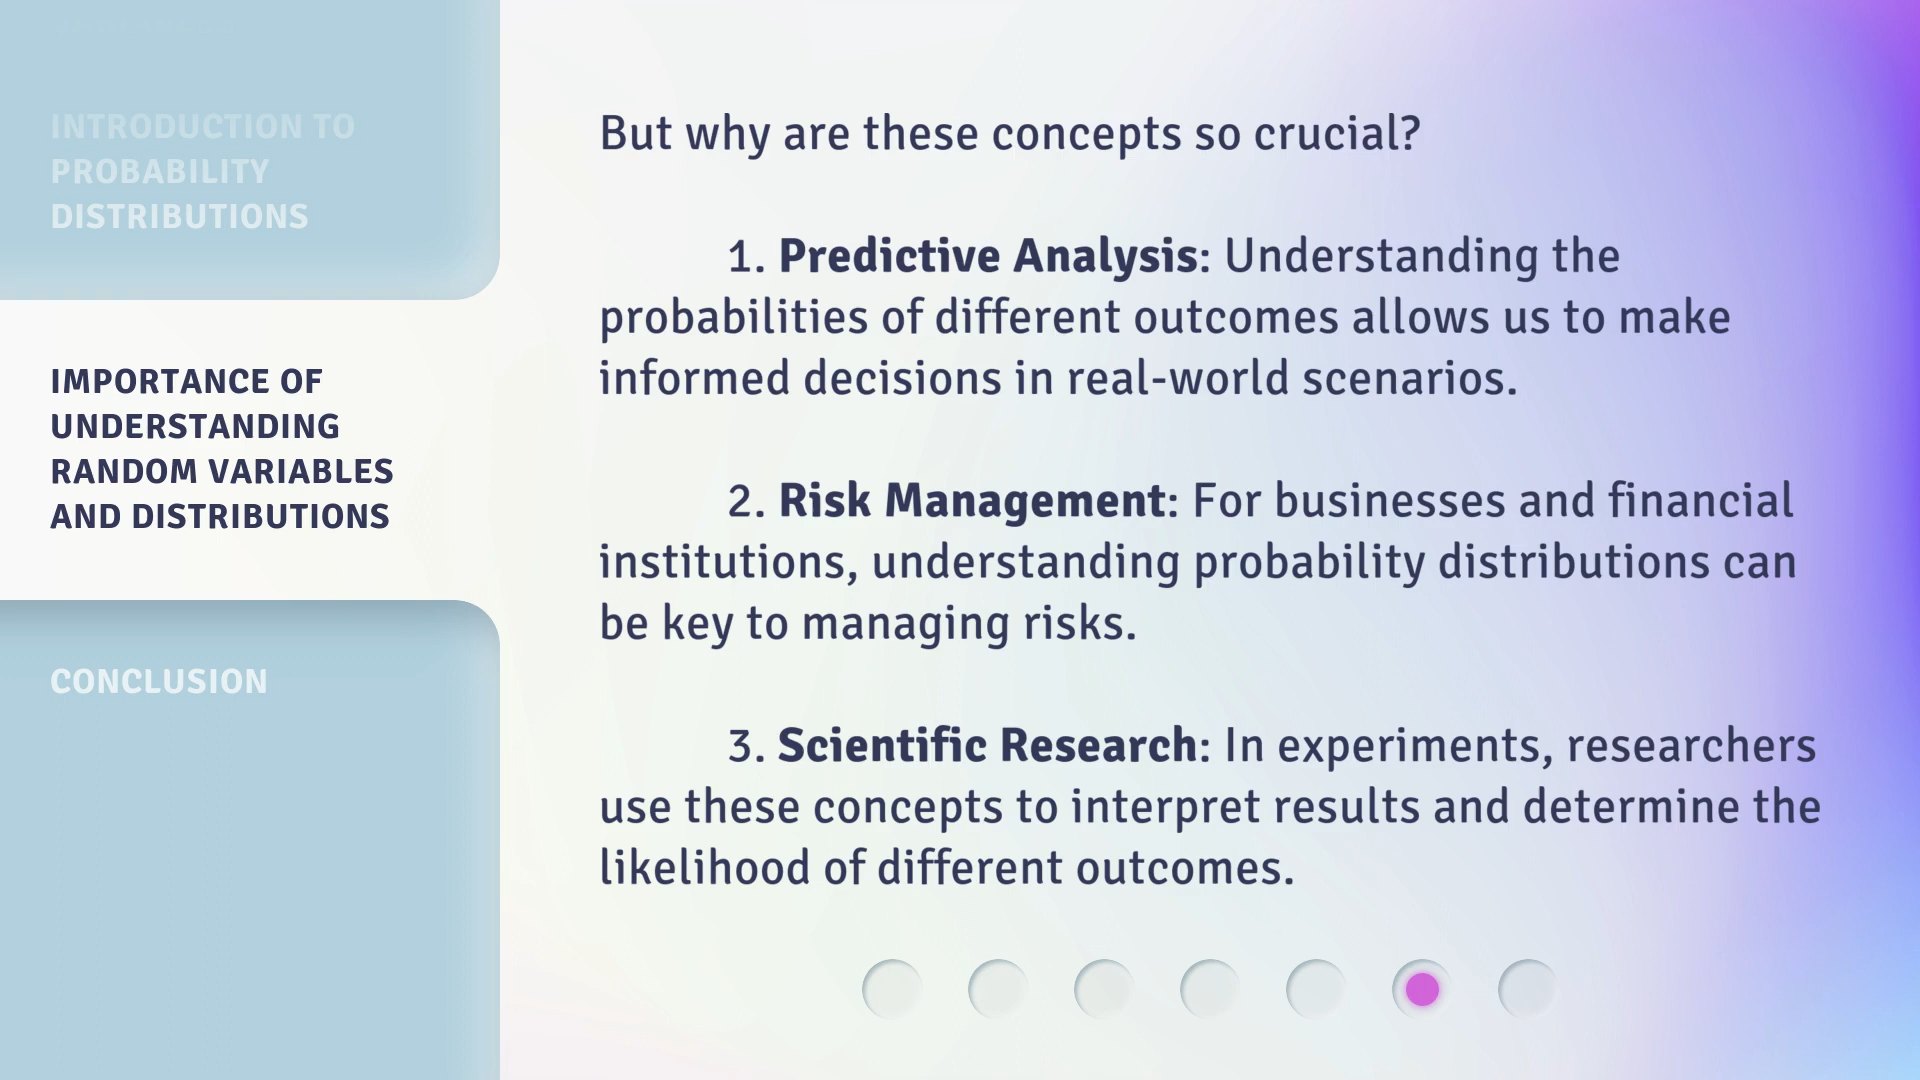 INTRODUCTION TO
PROBABILITY
DISTRIBUTIONS
IMPORTANCE OF
UNDERSTANDING
RANDOM VARIABLES
AND DISTRIBUTIONS
CONCLUSION
But why are these concepts so crucial?
1. Predictive Analysis: Understanding the
probabilities of different outcomes allows us to make
informed decisions in real-world scenarios.
2. Risk Management: For businesses and financial
institutions, understanding probability distributions can
be key to managing risks.
3. Scientific Research: In experiments, researchers
use these concepts to interpret results and determine the
likelihood of different outcomes.